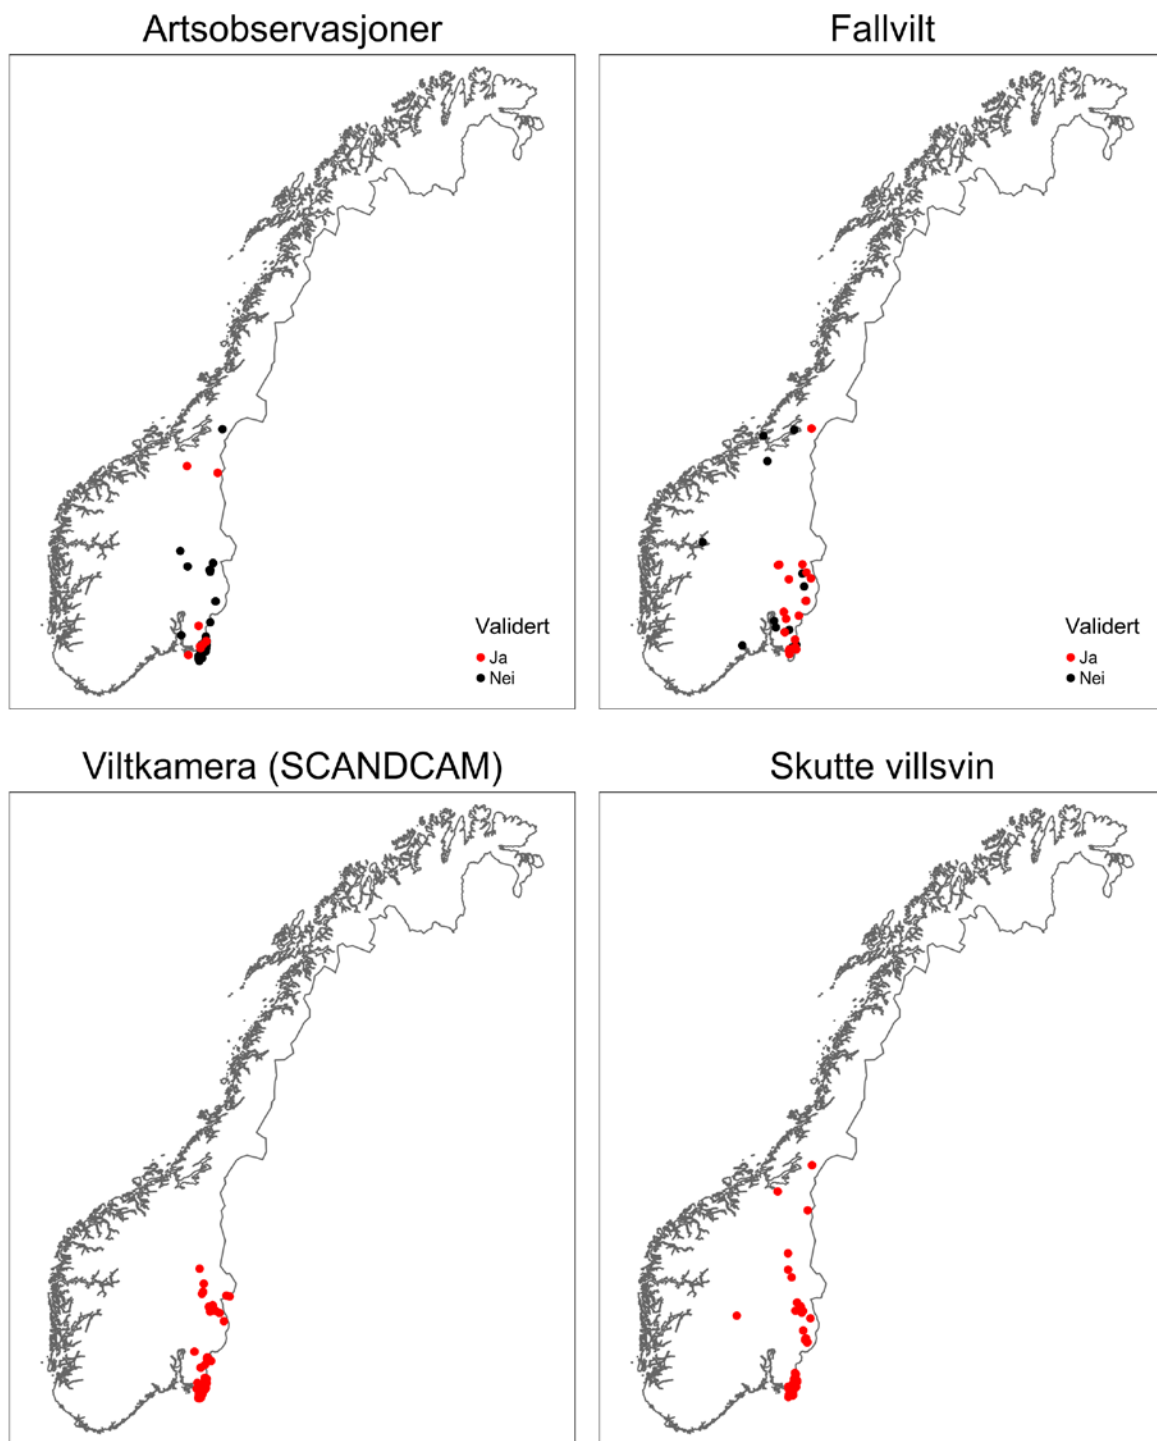 Artsobservasjoner
Fallvilt
Validert
Ja
Nei
Validert
Ja
Nei
Viltkamera (SCANDCAM)
Skutte villsvin